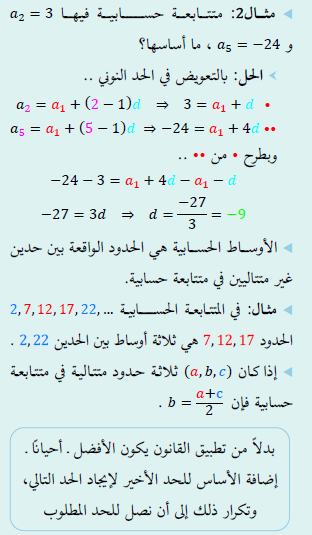 مثال2: متتابعة حسابية فيها a₂ = 3
و a₅ = −24 ، ما أساسها؟
الحل: بالتعويض في الحد النوني ..
• a₂ = a₁ + (2 − 1)d ⇒ 3 = a₁ + d
•• a₅ = a₁ + (5 − 1)d ⇒ −24 = a₁ + 4d
وبطرح • من •• ..
−24 − 3 = a₁ + 4d − a₁ − d
−27 = 3d ⇒ d = −27/3 = −9
الأوساط الحسابية هي الحدود الواقعة بين حدين
غير متتاليين في متتابعة حسابية.
مثال: في المتتابعة الحسابية 2, 7, 12, 17, 22, ...
الحدود 7, 12, 17 هي ثلاثة أوساط بين الحدين 2, 22 .
إذا كان (a, b, c) ثلاثة حدود متتالية في متتابعة
حسابية فإن b = a+c/2 .
بدلاً من تطبيق القانون يكون الأفضل . أحيانًا .
إضافة الأساس للحد الأخير لإيجاد الحد التالي،
وتكرار ذلك إلى أن نصل للحد المطلوب